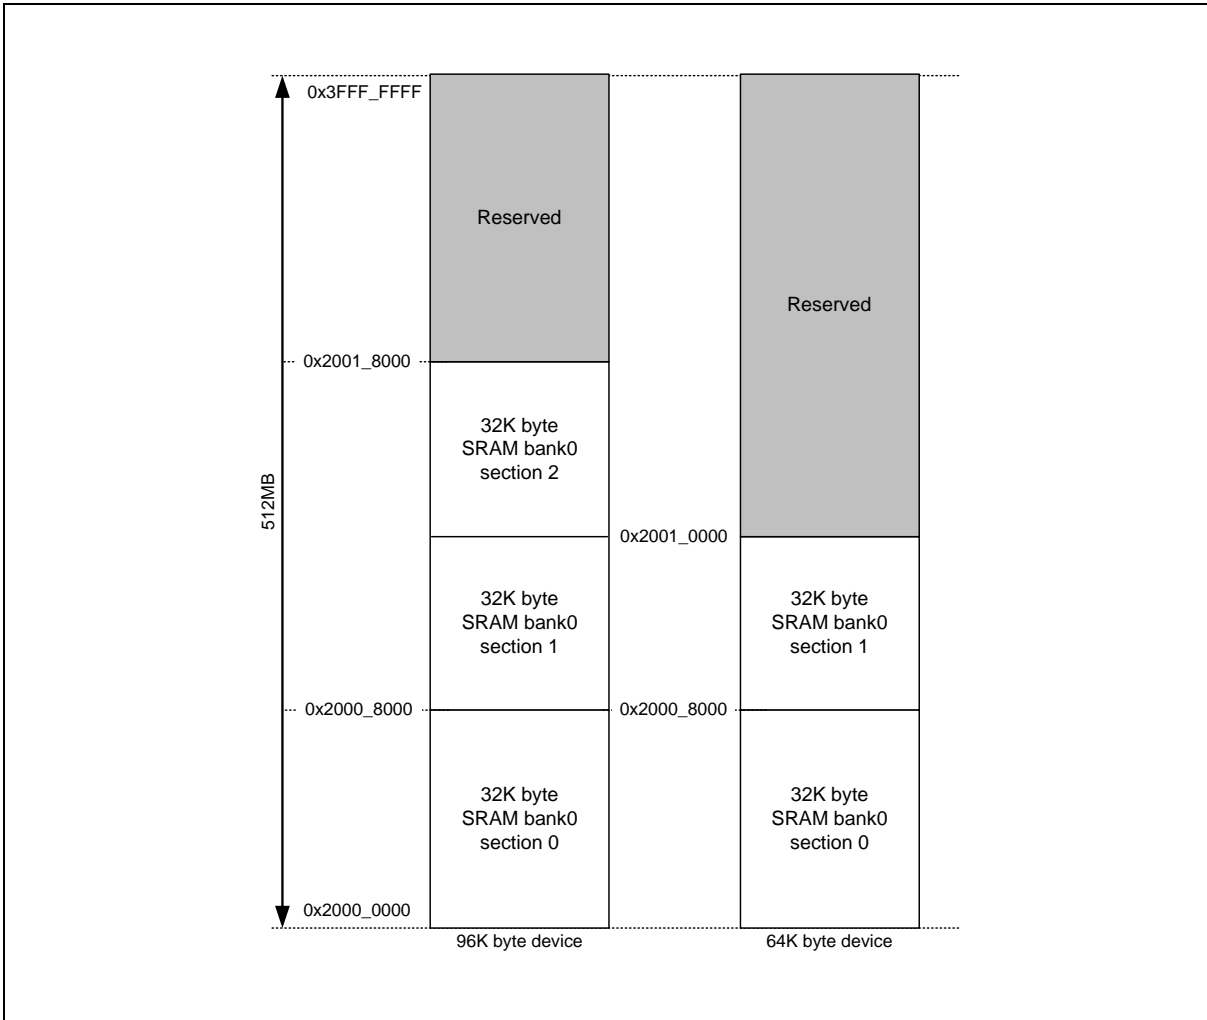 0x3FFF_FFFF
Reserved
Reserved
0x2001_8000
32K byte
SRAM bank0
section 2
512MB
0x2001_0000
32K byte
SRAM bank0
section 1
32K byte
SRAM bank0
section 1
0x2000_8000
0x2000_8000
32K byte
SRAM bank0
section 0
32K byte
SRAM bank0
section 0
0x2000_0000
96K byte device
64K byte device